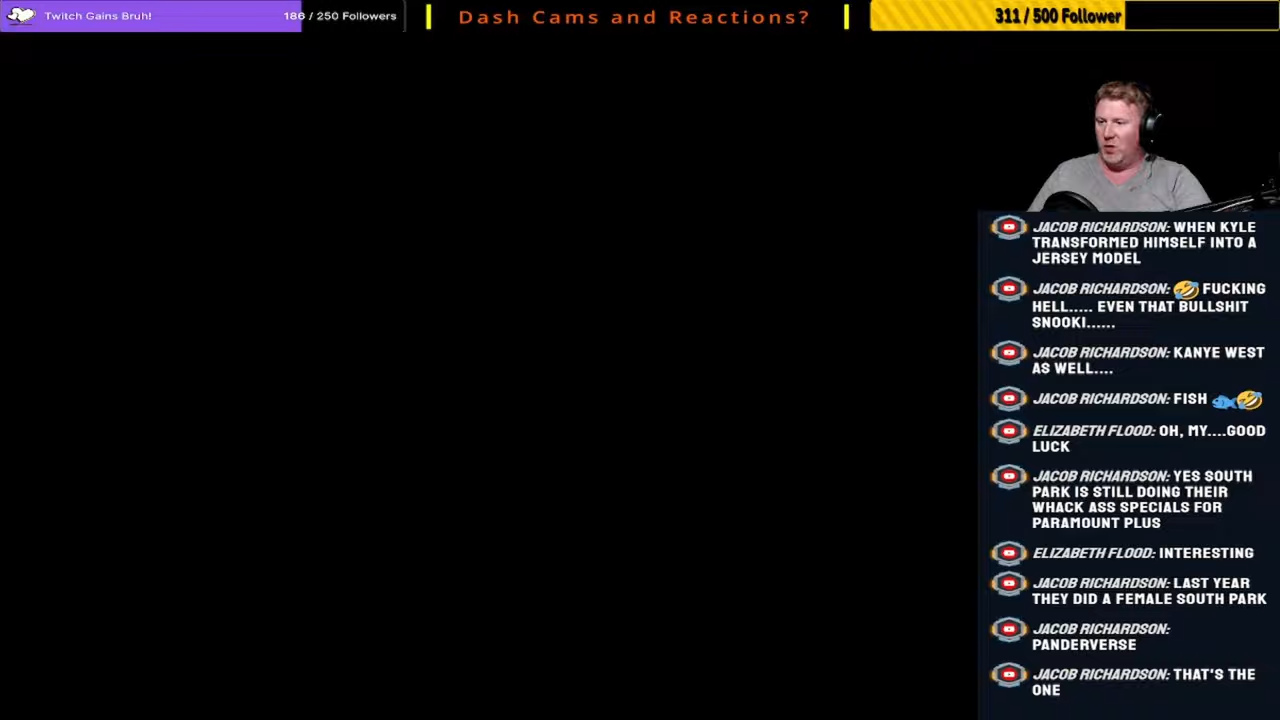 Twitch Gains Bruh! 186 / 250 Followers
Dash Cams and Reactions?
311 / 500 Follower
JACOB RICHARDSON: WHEN KYLE
TRANSFORMED HIMSELF INTO A
JERSEY MODEL
JACOB RICHARDSON: 🤣 FUCKING
HELL..... EVEN THAT BULLSHIT
SNOOKI......
JACOB RICHARDSON: KANYE WEST
AS WELL....
JACOB RICHARDSON: FISH 🐟🤣
ELIZABETH FLOOD: OH, MY....GOOD
LUCK
JACOB RICHARDSON: YES SOUTH
PARK IS STILL DOING THEIR
WHACK ASS SPECIALS FOR
PARAMOUNT PLUS
ELIZABETH FLOOD: INTERESTING
JACOB RICHARDSON: LAST YEAR
THEY DID A FEMALE SOUTH PARK
JACOB RICHARDSON:
PANDERVERSE
JACOB RICHARDSON: THAT'S THE
ONE